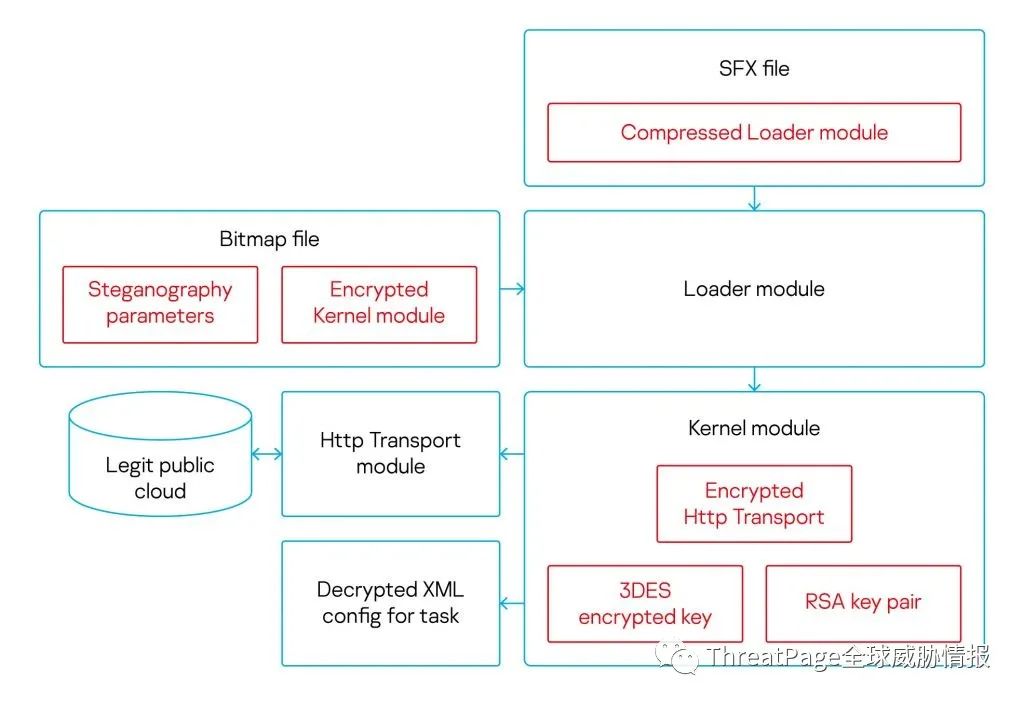 SFX file
Compressed Loader module
Bitmap file
Steganography
parameters
Encrypted
Kernel module
Loader module
Legit public
cloud
Http Transport
module
Kernel module
Encrypted
Http Transport
Decrypted XML
config for task
3DES
encrypted key
RSA key pair
ThreatPage全球威胁情报